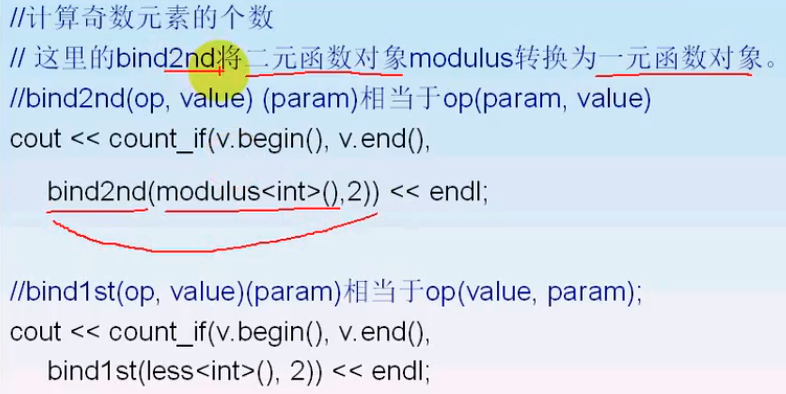 //计算奇数元素的个数
// 这里的bind2nd将二元函数对象modulus转换为一元函数对象。
//bind2nd(op, value) (param)相当于op(param, value)
cout << count_if(v.begin(), v.end(),
bind2nd(modulus<int>(),2)) << endl;
//bind1st(op, value)(param)相当于op(value, param);
cout << count_if(v.begin(), v.end(),
bind1st(less<int>(), 2)) << endl;